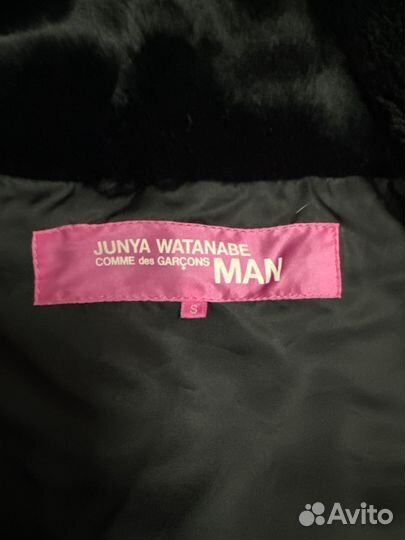 JUNYA WATANABE
COMME des GARÇONS MAN
S
Avito